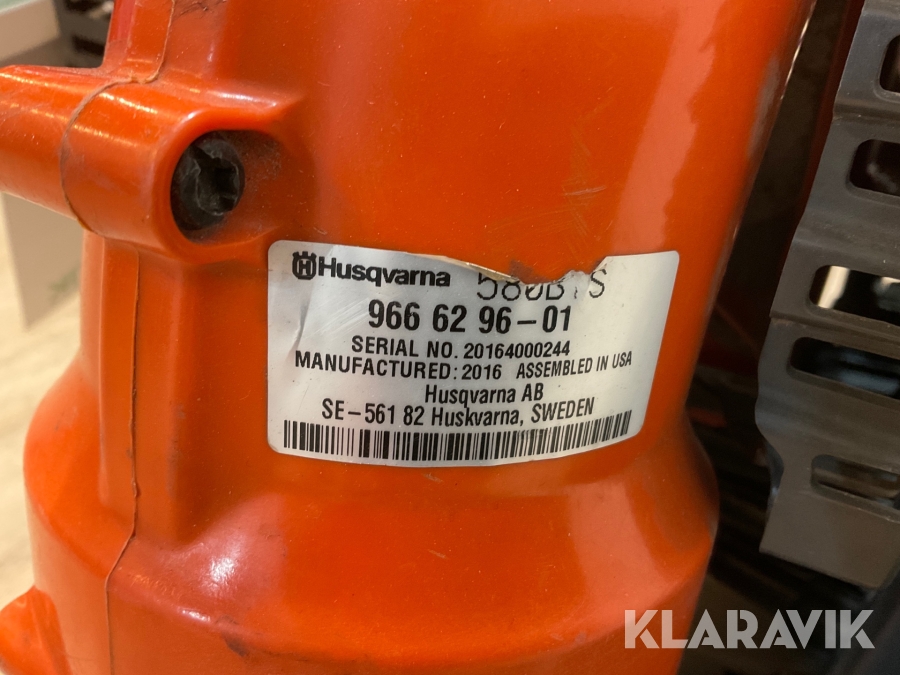 Husqvarna 580BTS
966 62 96-01
SERIAL NO. 20164000244
MANUFACTURED: 2016 ASSEMBLED IN USA
Husqvarna AB
SE-561 82 Huskvarna, SWEDEN
KLARAVIK